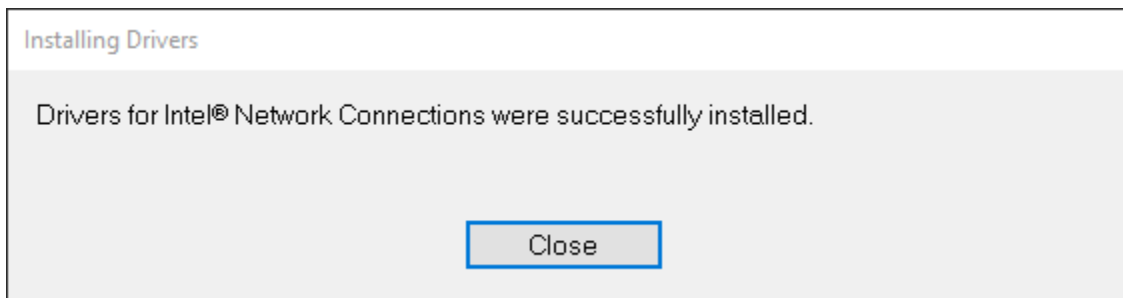 Installing Drivers
Drivers for Intel® Network Connections were successfully installed.
Close